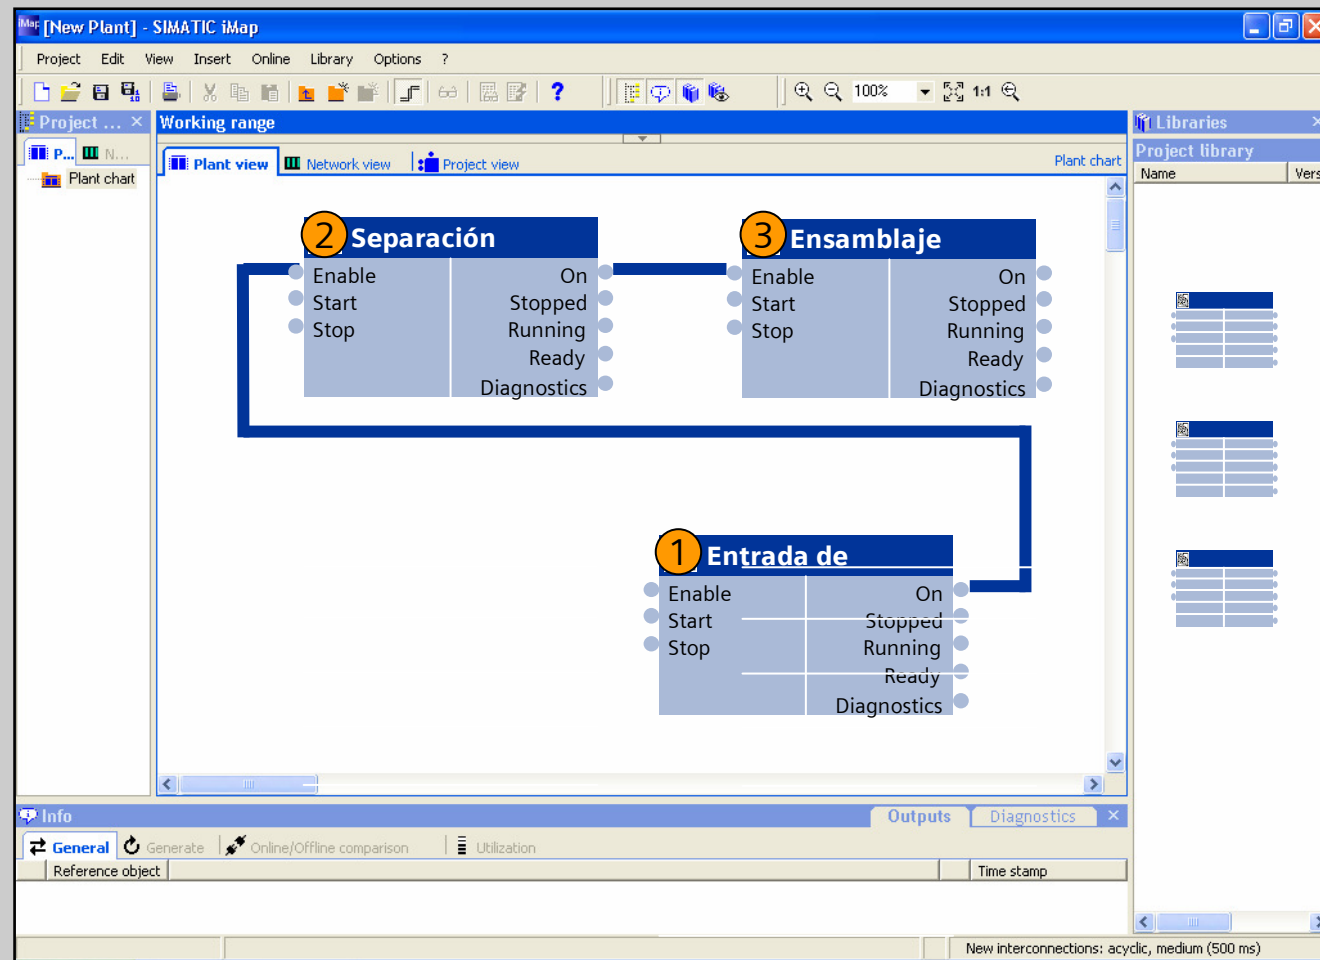 iMap [New Plant] - SIMATIC iMap
Project Edit View Insert Online Library Options ?
100% 1:1
Project ... Working range Libraries
P... N... Plant view Network view Project view Plant chart Project library
Plant chart Name Vers
2 Separación
Enable On
Start Stopped
Stop Running
Ready
Diagnostics
3 Ensamblaje
Enable On
Start Stopped
Stop Running
Ready
Diagnostics
1 Entrada de
Enable On
Start Stopped
Stop Running
Ready
Diagnostics
Info Outputs Diagnostics
General Generate Online/Offline comparison Utilization
Reference object Time stamp
New interconnections: acyclic, medium (500 ms)